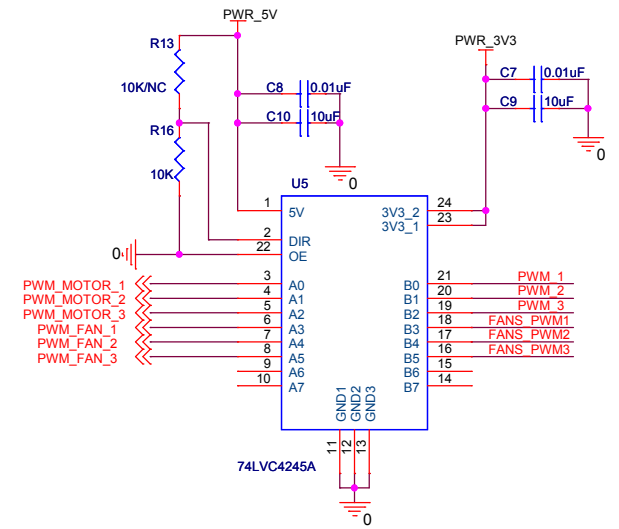 PWR_5V
PWR_3V3
R13
10K/NC
C8 0.01uF
C10 10uF
C7 0.01uF
C9 10uF
0
R16
10K
0
U5
1 5V 3V3_2 24
3V3_1 23
2 DIR
22 OE
0
PWM_MOTOR_1 3 A0 B0 21 PWM_1
PWM_MOTOR_2 4 A1 B1 20 PWM_2
PWM_MOTOR_3 5 A2 B2 19 PWM_3
PWM_FAN_1 6 A3 B3 18 FANS_PWM1
PWM_FAN_2 7 A4 B4 17 FANS_PWM2
PWM_FAN_3 8 A5 B5 16 FANS_PWM3
9 A6 B6 15
10 A7 B7 14
GND1 GND2 GND3
11 12 13
74LVC4245A
0